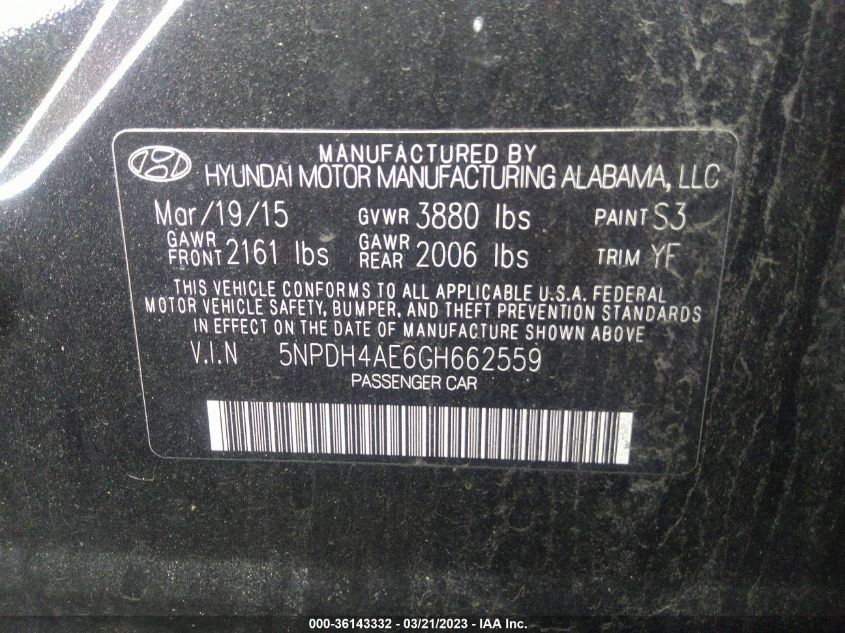 MANUFACTURED BY
HYUNDAI MOTOR MANUFACTURING ALABAMA, LLC
Mar/19/15 GVWR 3880 lbs PAINT S3
GAWR FRONT 2161 lbs GAWR REAR 2006 lbs TRIM YF
THIS VEHICLE CONFORMS TO ALL APPLICABLE U.S.A. FEDERAL
MOTOR VEHICLE SAFETY, BUMPER, AND THEFT PREVENTION STANDARDS
IN EFFECT ON THE DATE OF MANUFACTURE SHOWN ABOVE
V.I.N 5NPDH4AE6GH662559
PASSENGER CAR
000-36143332 - 03/21/2023 - IAA Inc.